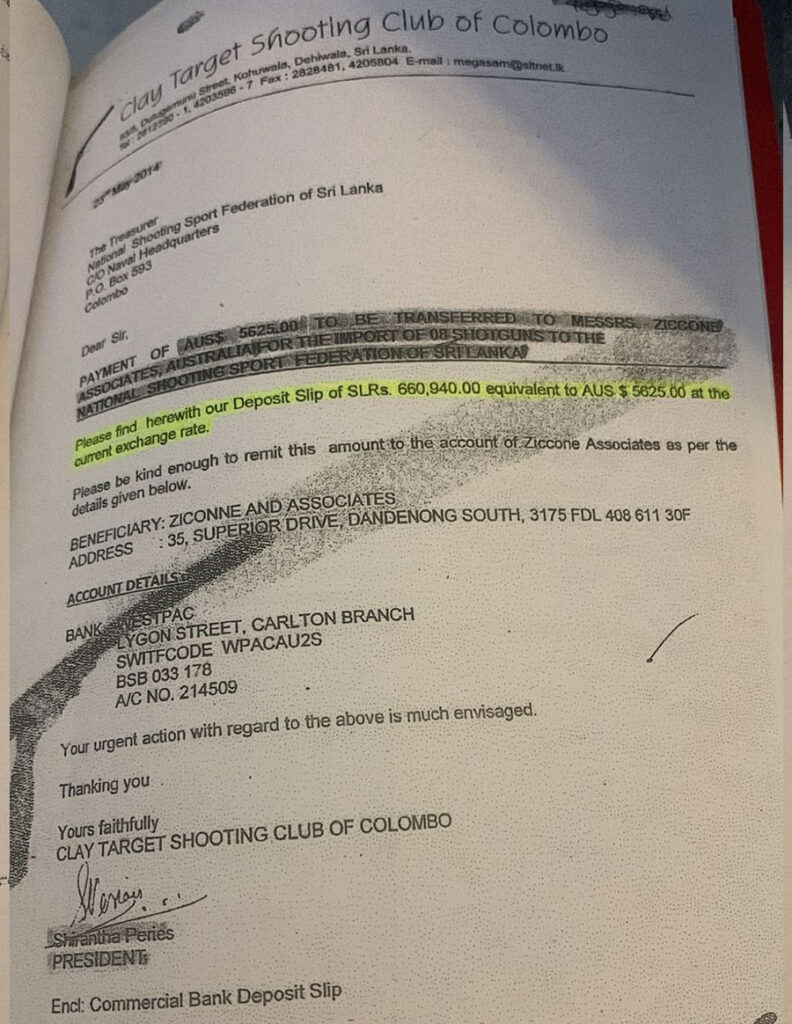 Clay Target Shooting Club of Colombo
Dutugemunu Street, Kohuwala, Dehiwala, Sri Lanka.
Tel : 2812590 - 1, 4203596 - 7 Fax : 2828481, 4205804 E-mail : megasam@sltnet.lk
23rd May 2014
The Treasurer
National Shooting Sport Federation of Sri Lanka
C/O Naval Headquarters
P.O. Box 593
Colombo
Dear Sir,
PAYMENT OF AUS$ 5625.00 TO BE TRANSFERRED TO MESSRS. ZICCONE
ASSOCIATES, AUSTRALIA FOR THE IMPORT OF 08 SHOTGUNS TO THE
NATIONAL SHOOTING SPORT FEDERATION OF SRI LANKA
Please find herewith our Deposit Slip of SLRs. 660,940.00 equivalent to AUS $ 5625.00 at the
current exchange rate.
Please be kind enough to remit this amount to the account of Ziccone Associates as per the
details given below.
BENEFICIARY: ZICONNE AND ASSOCIATES
ADDRESS : 35, SUPERIOR DRIVE, DANDENONG SOUTH, 3175 FDL 408 611 30F
ACCOUNT DETAILS:
BANK WESTPAC
LYGON STREET, CARLTON BRANCH
SWITFCODE WPACAU2S
BSB 033 178
A/C NO. 214509
Your urgent action with regard to the above is much envisaged.
Thanking you
Yours faithfully
CLAY TARGET SHOOTING CLUB OF COLOMBO
Shirantha Peries
PRESIDENT
Encl: Commercial Bank Deposit Slip